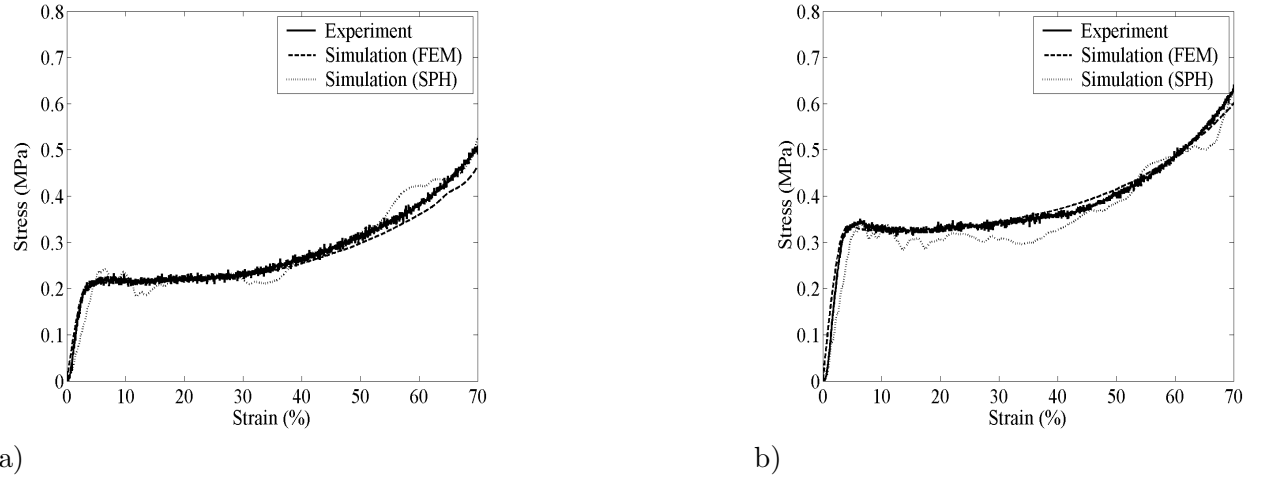 0.8
0.7
0.6
0.5
0.4
0.3
0.2
0.1
0
Stress (MPa)
Experiment
Simulation (FEM)
Simulation (SPH)
0 10 20 30 40 50 60 70
Strain (%)
a)
0.8
0.7
0.6
0.5
0.4
0.3
0.2
0.1
0
Stress (MPa)
Experiment
Simulation (FEM)
Simulation (SPH)
0 10 20 30 40 50 60 70
Strain (%)
b)